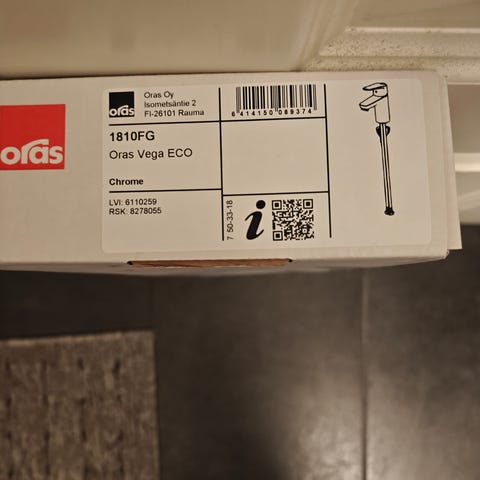 oras
oras
Oras Oy
Isometsäntie 2
FI-26101 Rauma
6 414150 089374
1810FG
Oras Vega ECO
Chrome
LVI: 6110259
RSK: 8278055
7 50-33-18
i